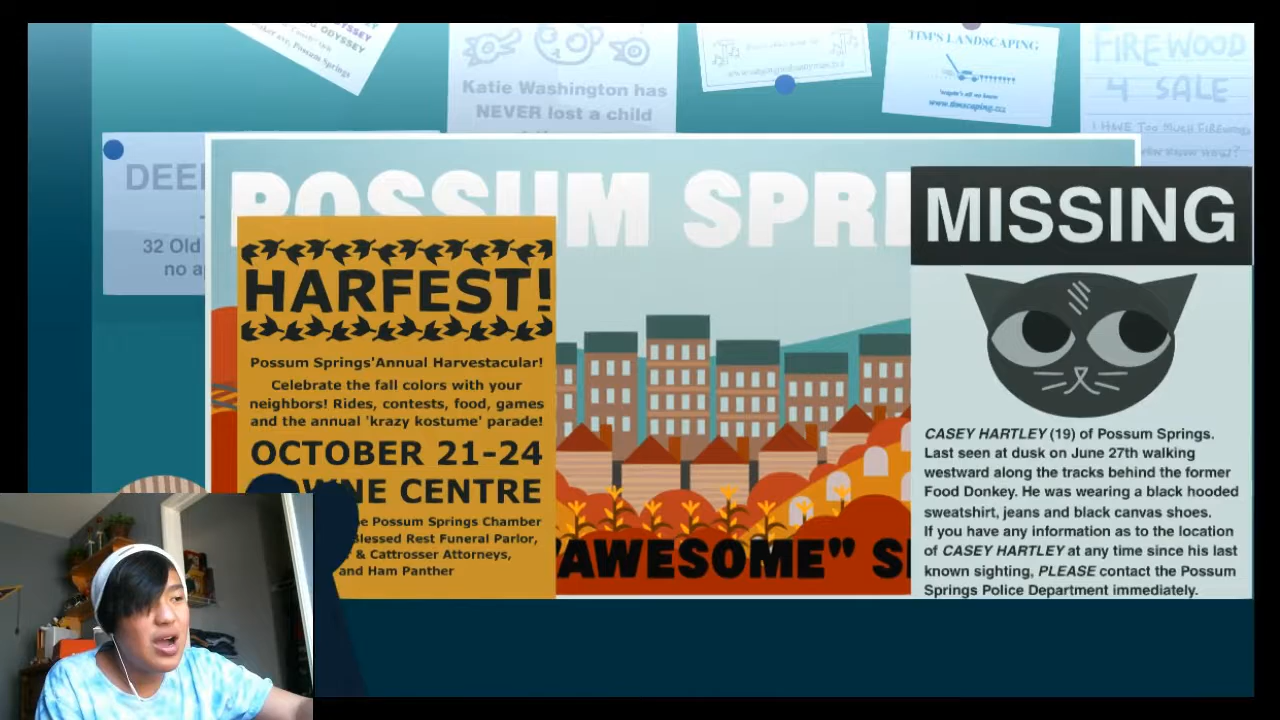 ODYSSEY
ave, Possum Springs
Katie Washington has
NEVER lost a child
TIM'S LANDSCAPING
FIREWOOD
4 SALE
I HAVE TOO MUCH FIREWOOD
KNOW HOW?
32 Old
no a
POSSUM SPRI
HARFEST!
Possum Springs'Annual Harvestacular!
Celebrate the fall colors with your
neighbors! Rides, contests, food, games
and the annual 'krazy kostume' parade!
OCTOBER 21-24
NE CENTRE
e Possum Springs Chamber
Blessed Rest Funeral Parlor,
& Cattrosser Attorneys,
and Ham Panther
"AWESOME" S
MISSING
CASEY HARTLEY (19) of Possum Springs.
Last seen at dusk on June 27th walking
westward along the tracks behind the former
Food Donkey. He was wearing a black hooded
sweatshirt, jeans and black canvas shoes.
If you have any information as to the location
of CASEY HARTLEY at any time since his last
known sighting, PLEASE contact the Possum
Springs Police Department immediately.